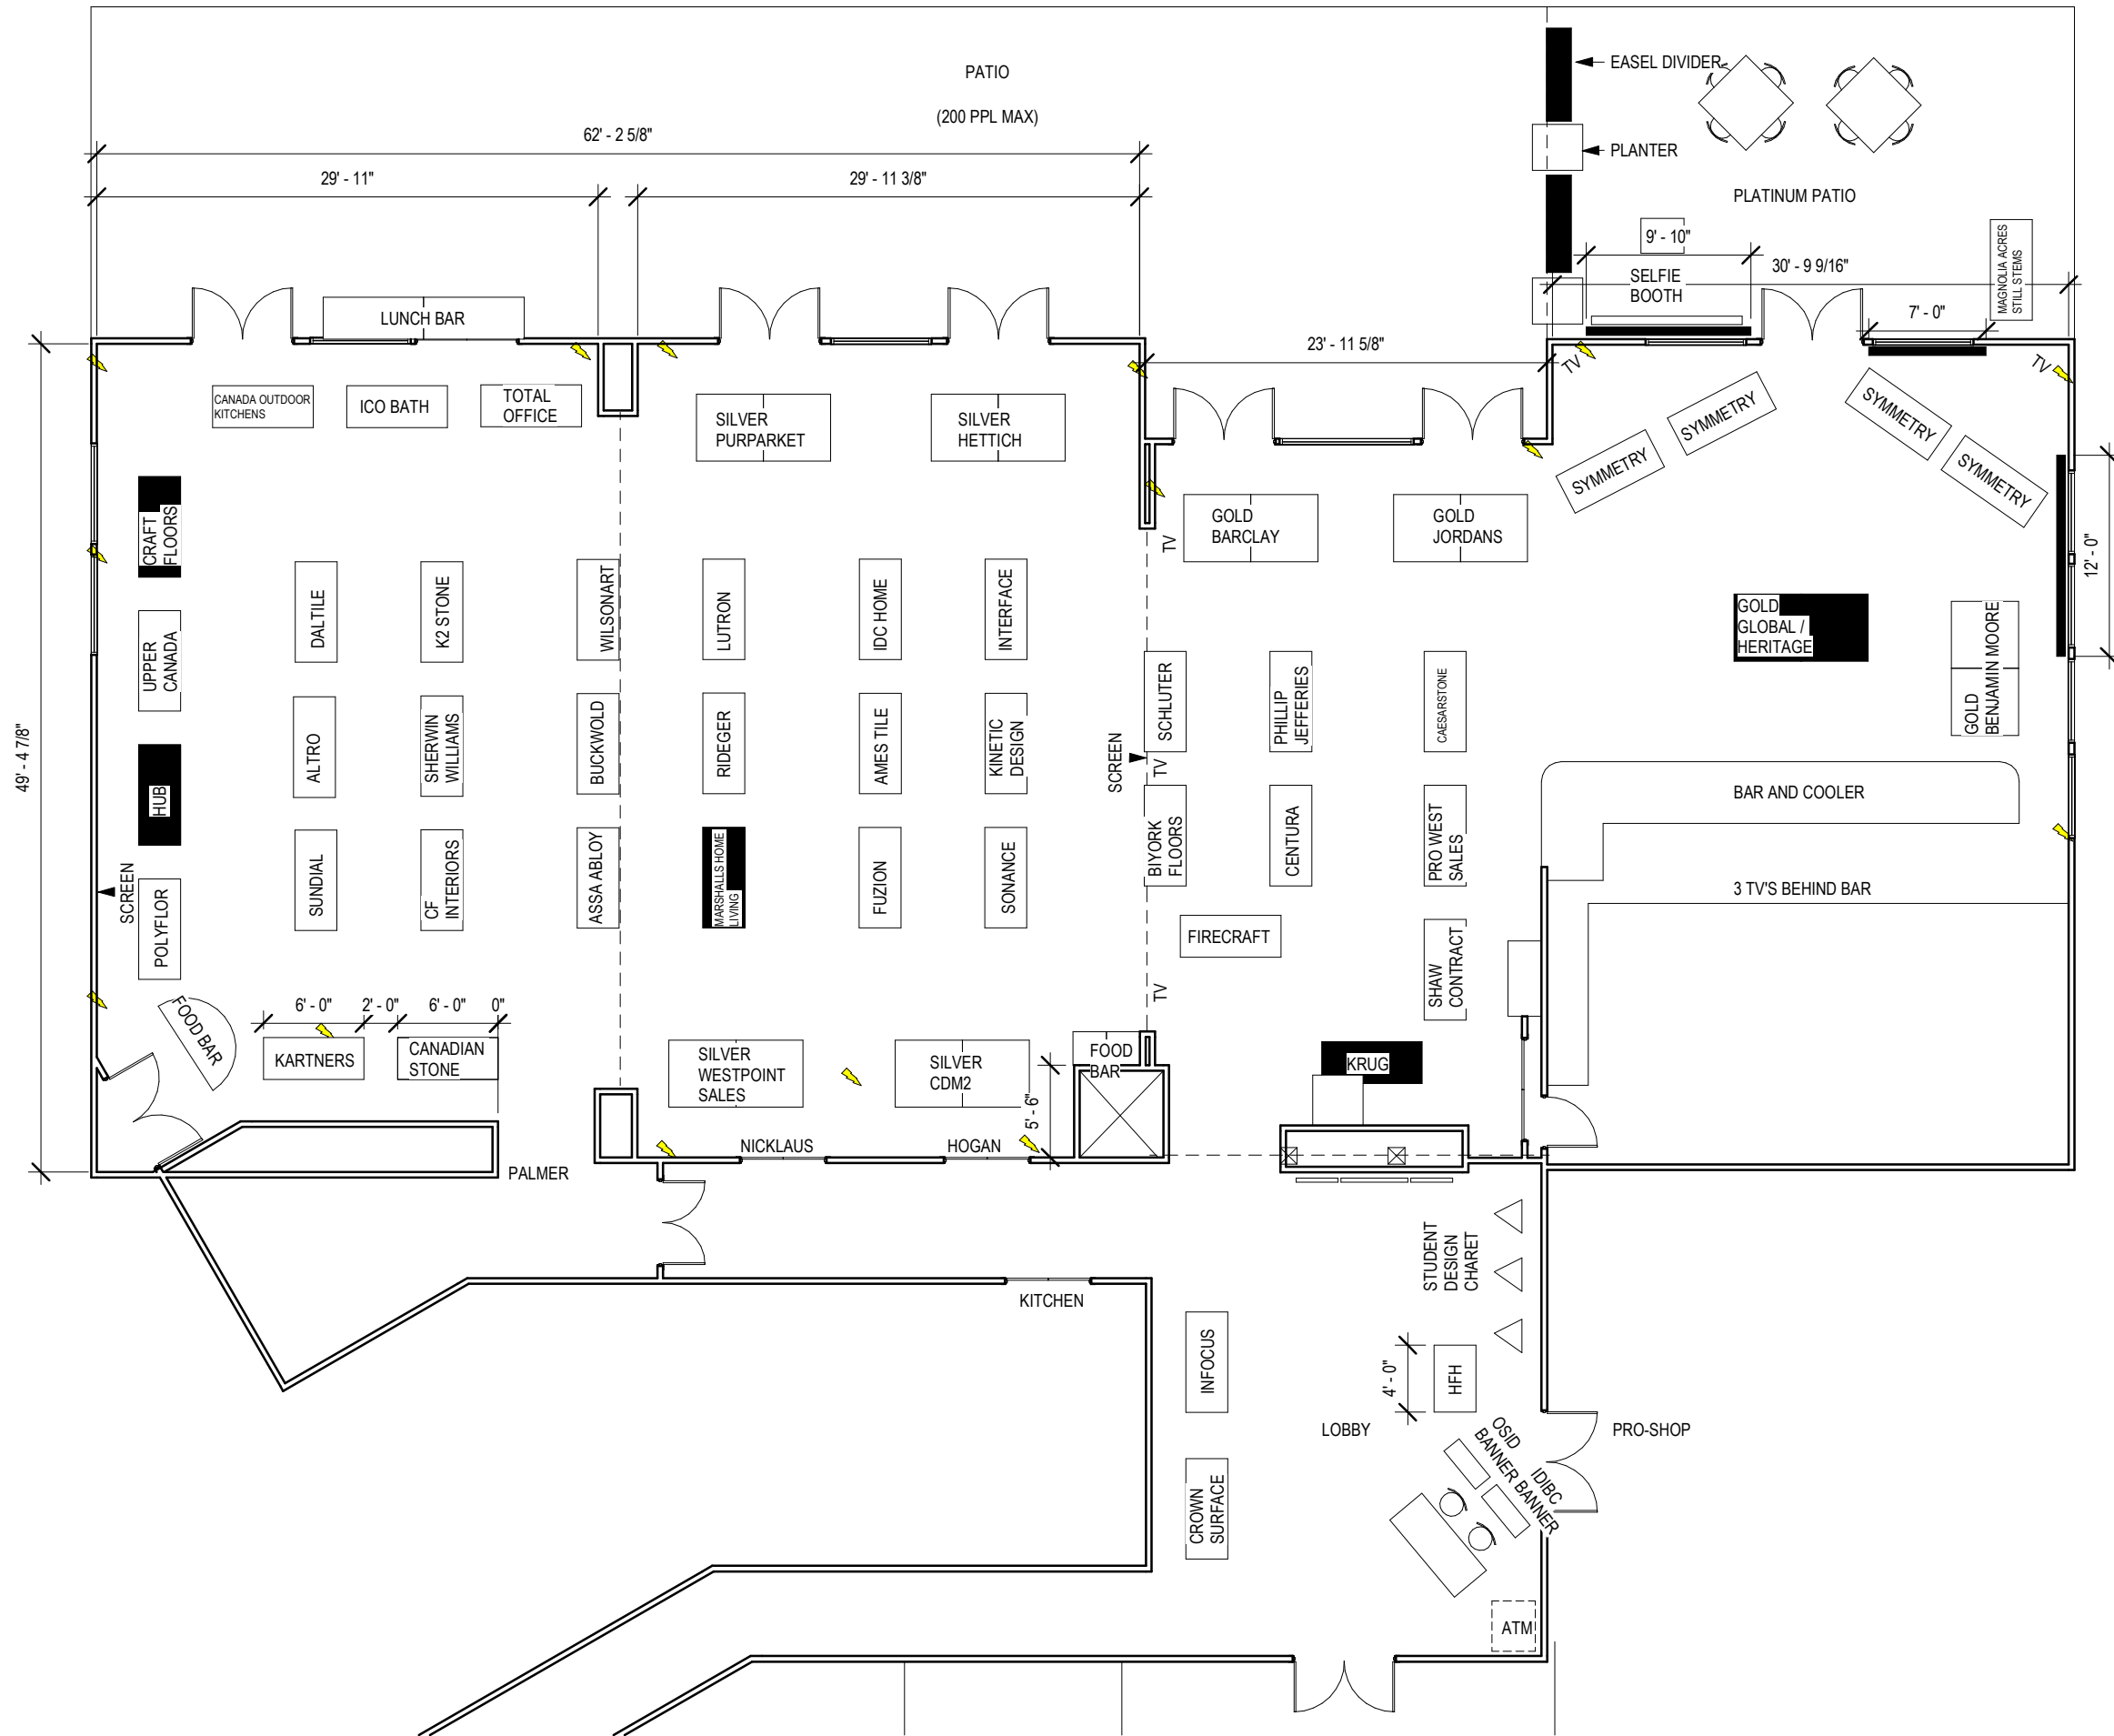 PATIO
(200 PPL MAX)
EASEL DIVIDER
PLANTER
PLATINUM PATIO
62' - 2 5/8"
29' - 11"
29' - 11 3/8"
9' - 10"
SELFIE
BOOTH
30' - 9 9/16"
MAGNOLIA ACRES
STILL STEMS
7' - 0"
LUNCH BAR
23' - 11 5/8"
TV
TV
CANADA OUTDOOR
KITCHENS
ICO BATH
TOTAL
OFFICE
SILVER
PURPARKET
SILVER
HETTICH
SYMMETRY
SYMMETRY
SYMMETRY
SYMMETRY
CRAFT
FLOORS
GOLD
BARCLAY
GOLD
JORDANS
TV
12' - 0"
DALTILE
K2 STONE
WILSONART
LUTRON
IDC HOME
INTERFACE
GOLD
GLOBAL /
HERITAGE
GOLD
BENJAMIN MOORE
UPPER
CANADA
SCHLUTER
PHILLIP
JEFFERIES
CAESARSTONE
49' - 4 7/8"
ALTRO
SHERWIN
WILLIAMS
BUCKWOLD
RIDEGER
AMES TILE
KINETIC
DESIGN
SCREEN
TV
HUB
BAR AND COOLER
SUNDIAL
CF
INTERIORS
ASSA ABLOY
MARSHALLS HOME
LIVING
FUZION
SONANCE
BIYORK
FLOORS
CENTURA
PRO WEST
SALES
3 TV'S BEHIND BAR
SCREEN
POLYFLOR
FIRECRAFT
SHAW
CONTRACT
TV
FOOD BAR
6' - 0"
2' - 0"
6' - 0"
0"
KARTNERS
CANADIAN
STONE
SILVER
WESTPOINT
SALES
SILVER
CDM2
5' - 6"
FOOD
BAR
KRUG
NICKLAUS
HOGAN
PALMER
STUDENT
DESIGN
CHARET
KITCHEN
INFOCUS
4' - 0"
HFH
LOBBY
PRO-SHOP
OSID
BANNER
IDIBC
BANNER
CROWN
SURFACE
ATM